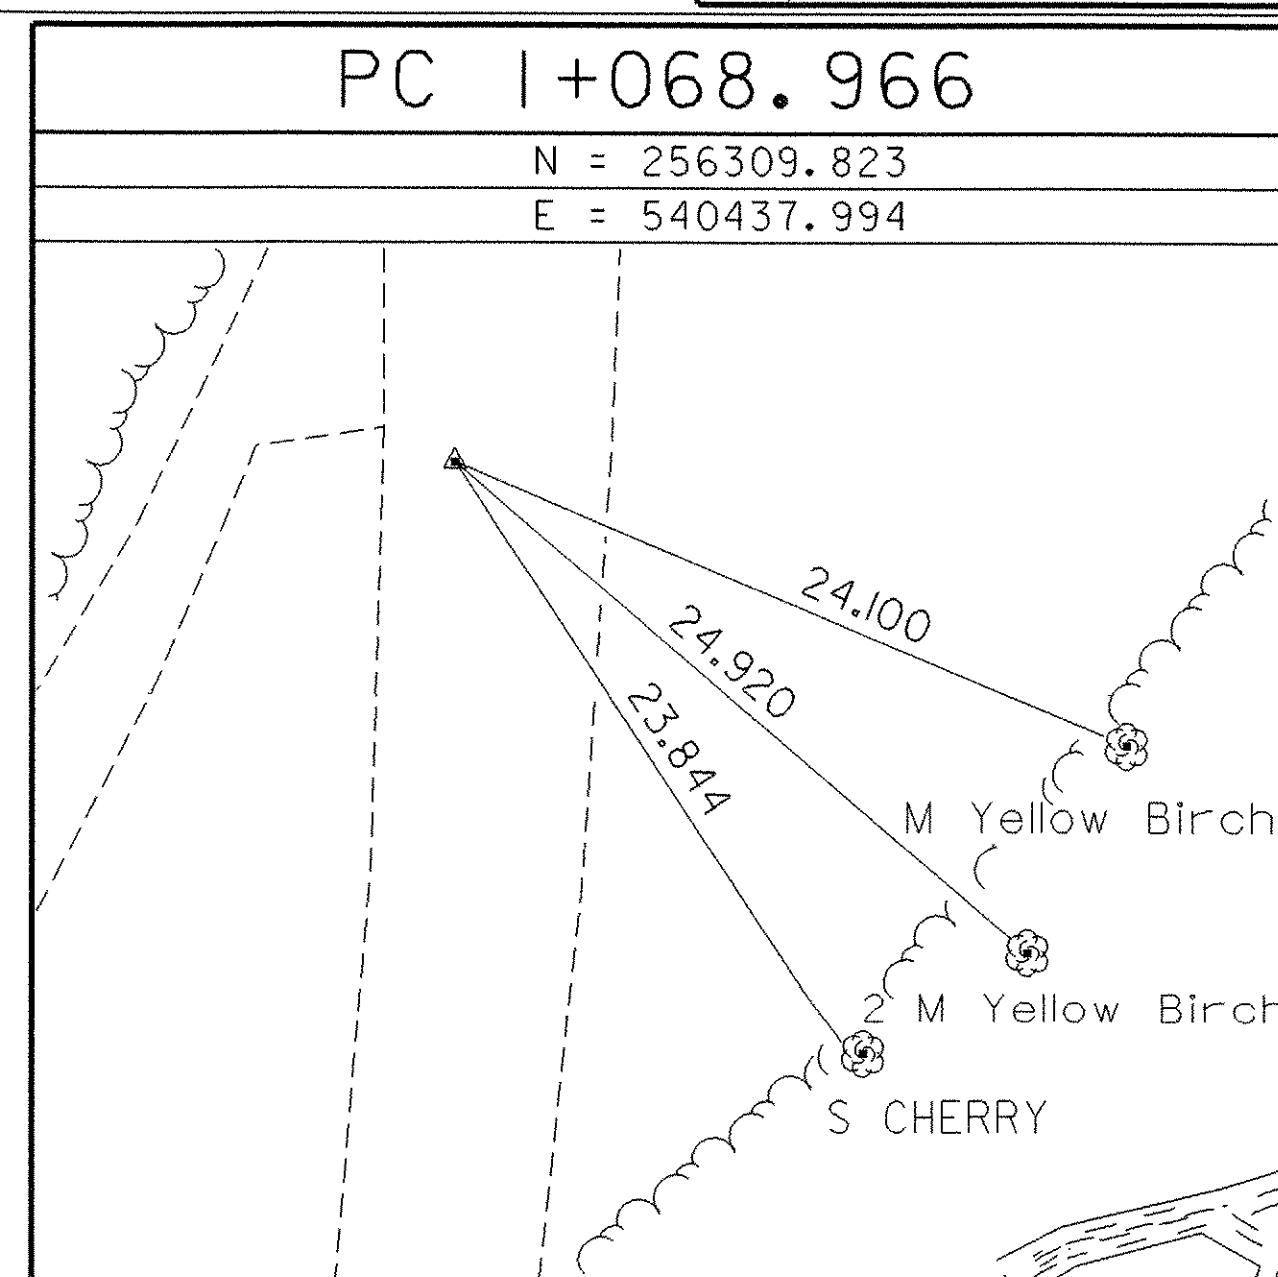 PC 1+068.966
N = 256309.823
E = 540437.994
24.100
24.920
23.844
M Yellow Birch
2 M Yellow Birch
S CHERRY